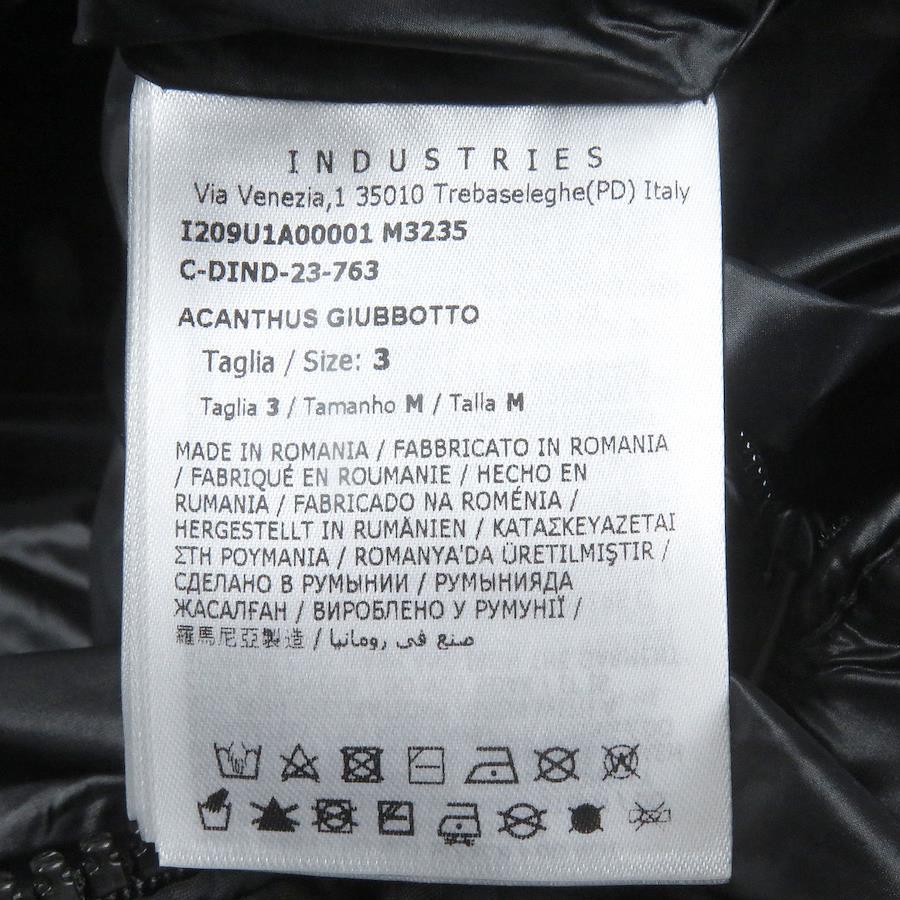 INDUSTRIES
Via Venezia,1 35010 Trebaseleghe(PD) Italy
I209U1A00001 M3235
C-DIND-23-763
ACANTHUS GIUBBOTTO
Taglia / Size: 3
Taglia 3 / Tamanho M / Talla M
MADE IN ROMANIA / FABBRICATO IN ROMANIA
/ FABRIQUÉ EN ROUMANIE / HECHO EN
RUMANIA / FABRICADO NA ROMÉNIA /
HERGESTELLT IN RUMÄNIEN / ΚΑΤΑΣΚΕΥΑΖΕΤΑΙ
ΣΤΗ ΡΟΥΜΑΝΙΑ / ROMANYA'DA ÜRETILMIŞTIR /
СДЕЛАНО В РУМЫНИИ / РУМЫНИЯДА
ЖАСАЛҒАН / ВИРОБЛЕНО У РУМУНІЇ /
羅馬尼亞製造 / صنع في رومانيا